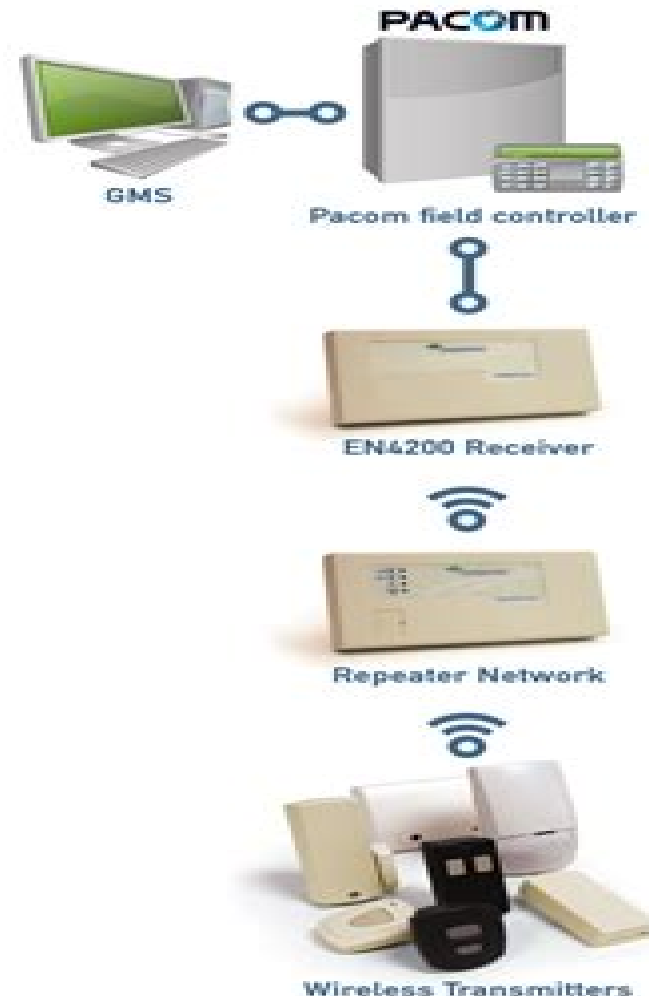 PACOM
GMS
Pacom field controller
EN4200 Receiver
Repeater Network
Wireless Transmitters